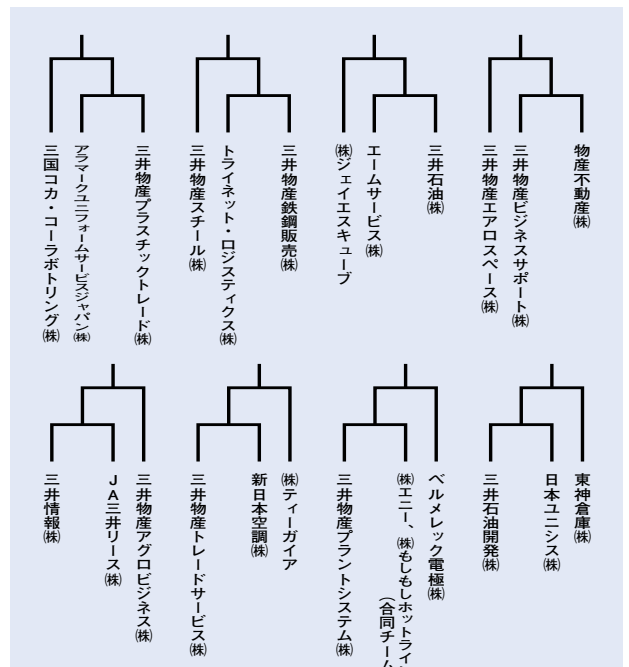 物産不動産㈱
三井物産ビジネスサポート㈱
三井物産エアロスペース㈱
三井石油㈱
エームサービス㈱
㈱ジェイエスキューブ
三井物産鉄鋼販売㈱
トライネット・ロジスティクス㈱
三井物産スチール㈱
三井物産プラスチックトレード㈱
アラマークユニフォームサービスジャパン㈱
三国コカ・コーラボトリング㈱
東神倉庫㈱
日本ユニシス㈱
三井石油開発㈱
ペルメレック電極㈱
㈱エニー、㈱もしもしホットライン
（合同チーム
三井物産プラントシステム㈱
㈱ティーガイア
新日本空調㈱
三井物産トレードサービス㈱
三井物産アグロビジネス㈱
JA三井リース㈱
三井情報㈱